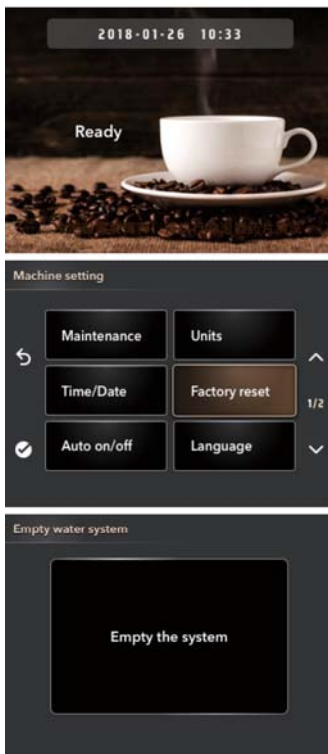 2018-01-26 10:33
Ready
Machine setting
Maintenance
Units
Time/Date
Factory reset
1/2
Auto on/off
Language
Empty water system
Empty the system